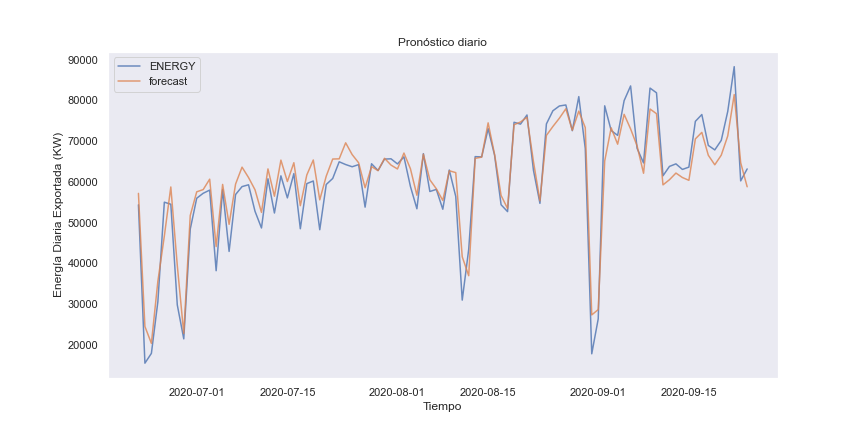 Pronóstico diario
ENERGY
forecast
Energía Diaria Exportada (KW)
90000
80000
70000
60000
50000
40000
30000
20000
2020-07-01 2020-07-15 2020-08-01 2020-08-15 2020-09-01 2020-09-15
Tiempo